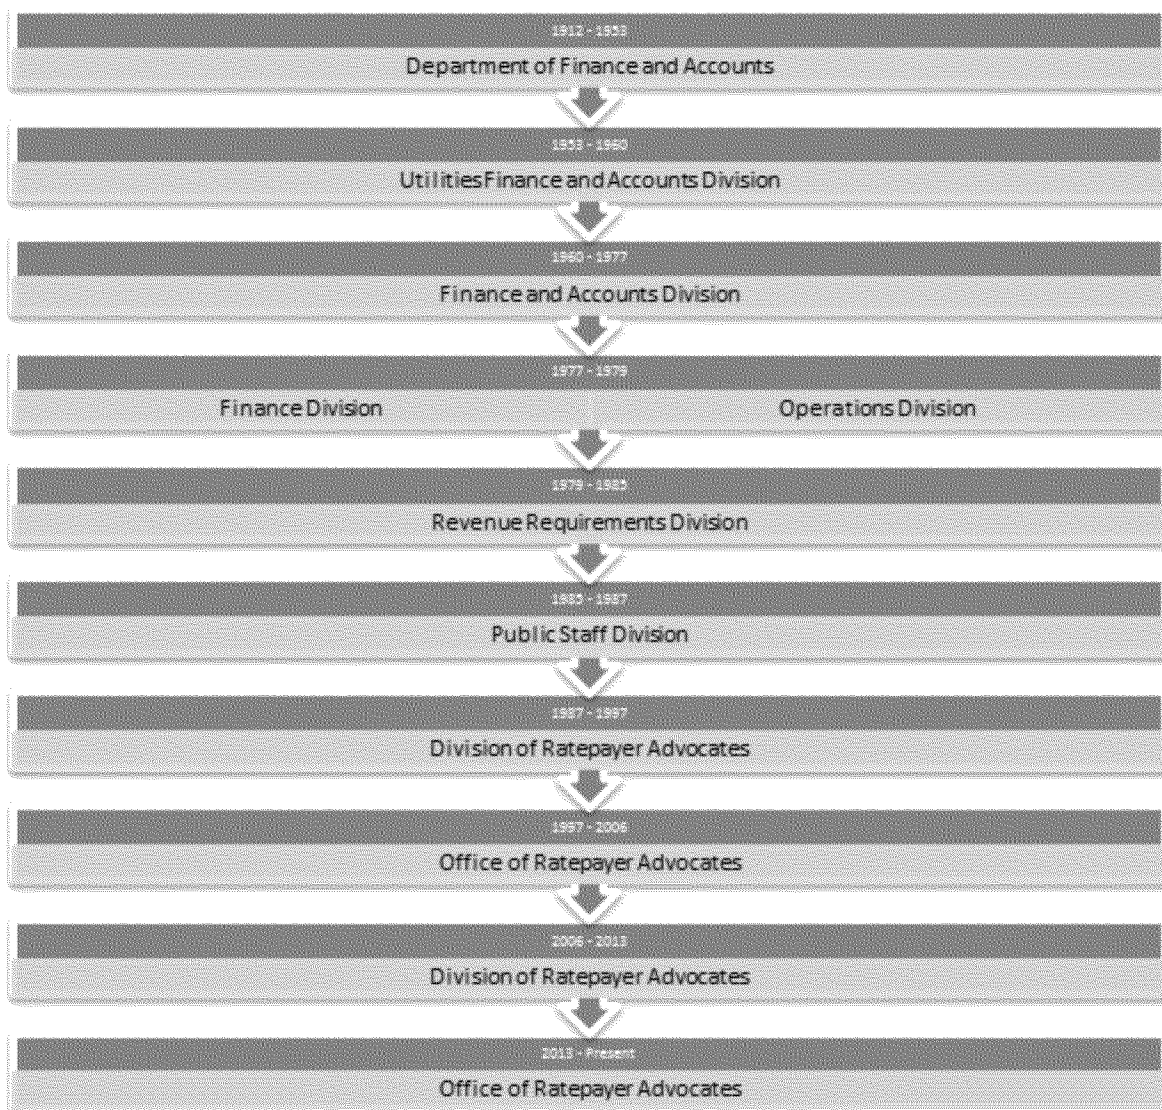 1912 - 1953
Department of Finance and Accounts
1953 - 1960
Utilities Finance and Accounts Division
1960 - 1977
Finance and Accounts Division
1977 - 1979
Finance Division Operations Division
1979 - 1985
Revenue Requirements Division
1985 - 1987
Public Staff Division
1987 - 1997
Division of Ratepayer Advocates
1997 - 2006
Office of Ratepayer Advocates
2006 - 2013
Division of Ratepayer Advocates
2013 - Present
Office of Ratepayer Advocates